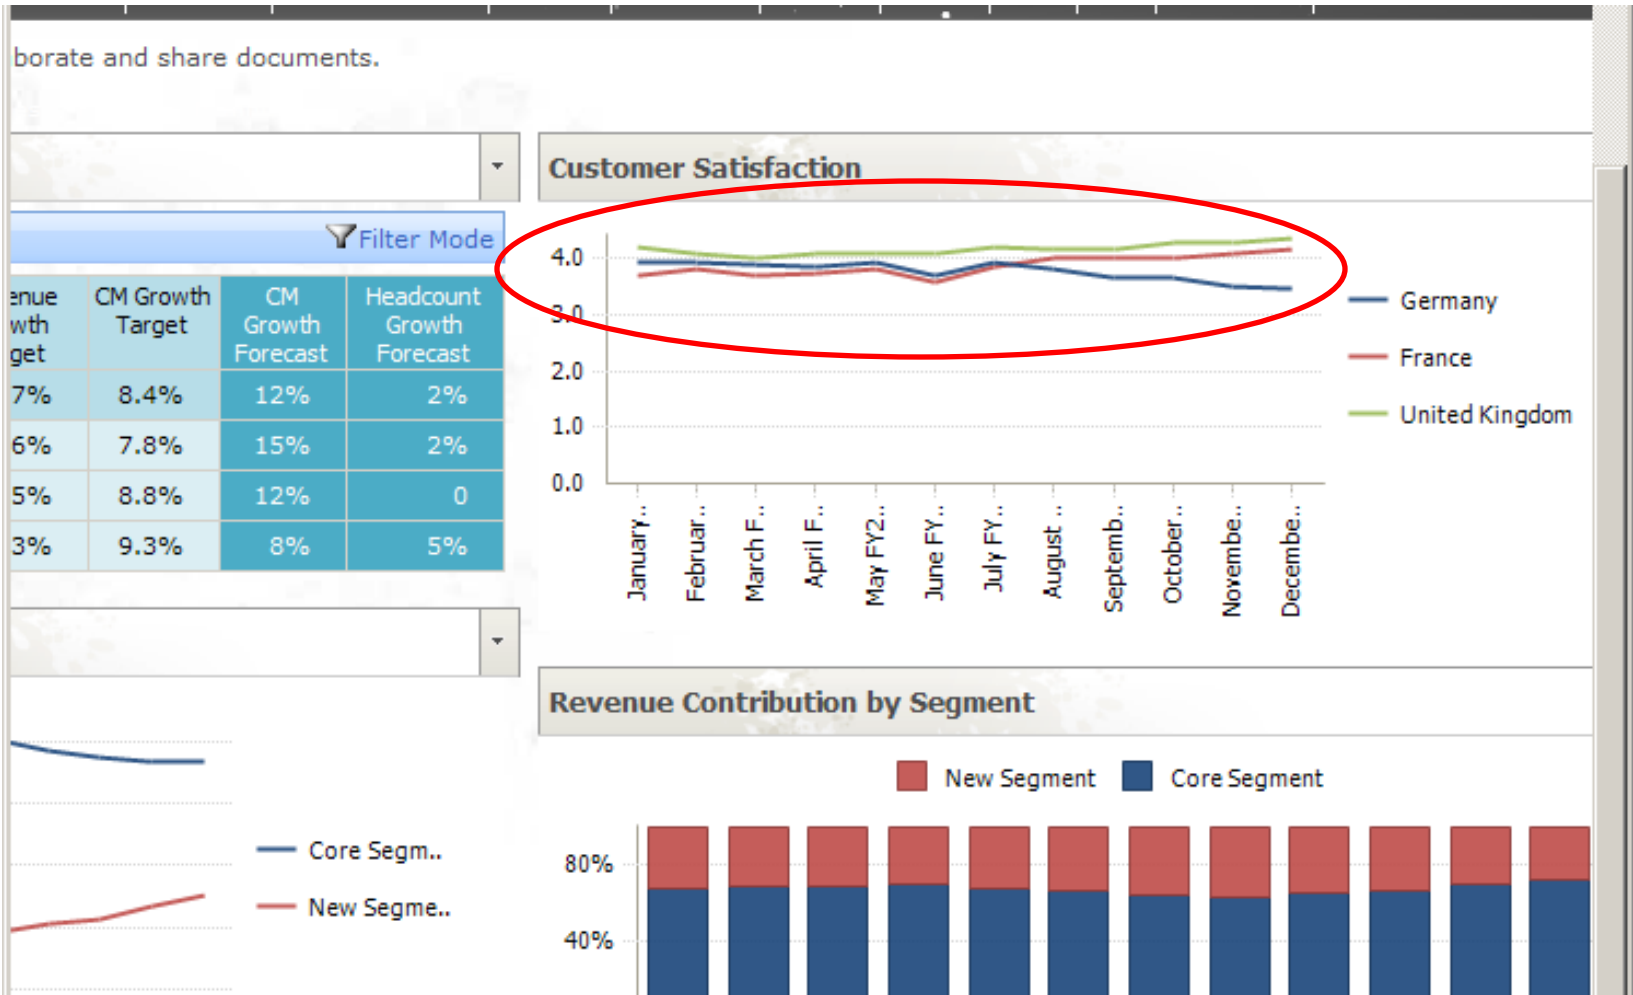 borate and share documents.
Customer Satisfaction
Filter Mode
enue
wth
get
CM Growth
Target
CM
Growth
Forecast
Headcount
Growth
Forecast
7% 8.4% 12% 2%
6% 7.8% 15% 2%
5% 8.8% 12% 0
3% 9.3% 8% 5%
4.0
3.0
2.0
1.0
0.0
Germany
France
United Kingdom
January..
Februar..
March F..
April F..
May FY2..
June FY..
July FY..
August ..
Septemb..
October..
Novembe..
Decembe..
Revenue Contribution by Segment
New Segment Core Segment
80%
40%
Core Segm..
New Segme..